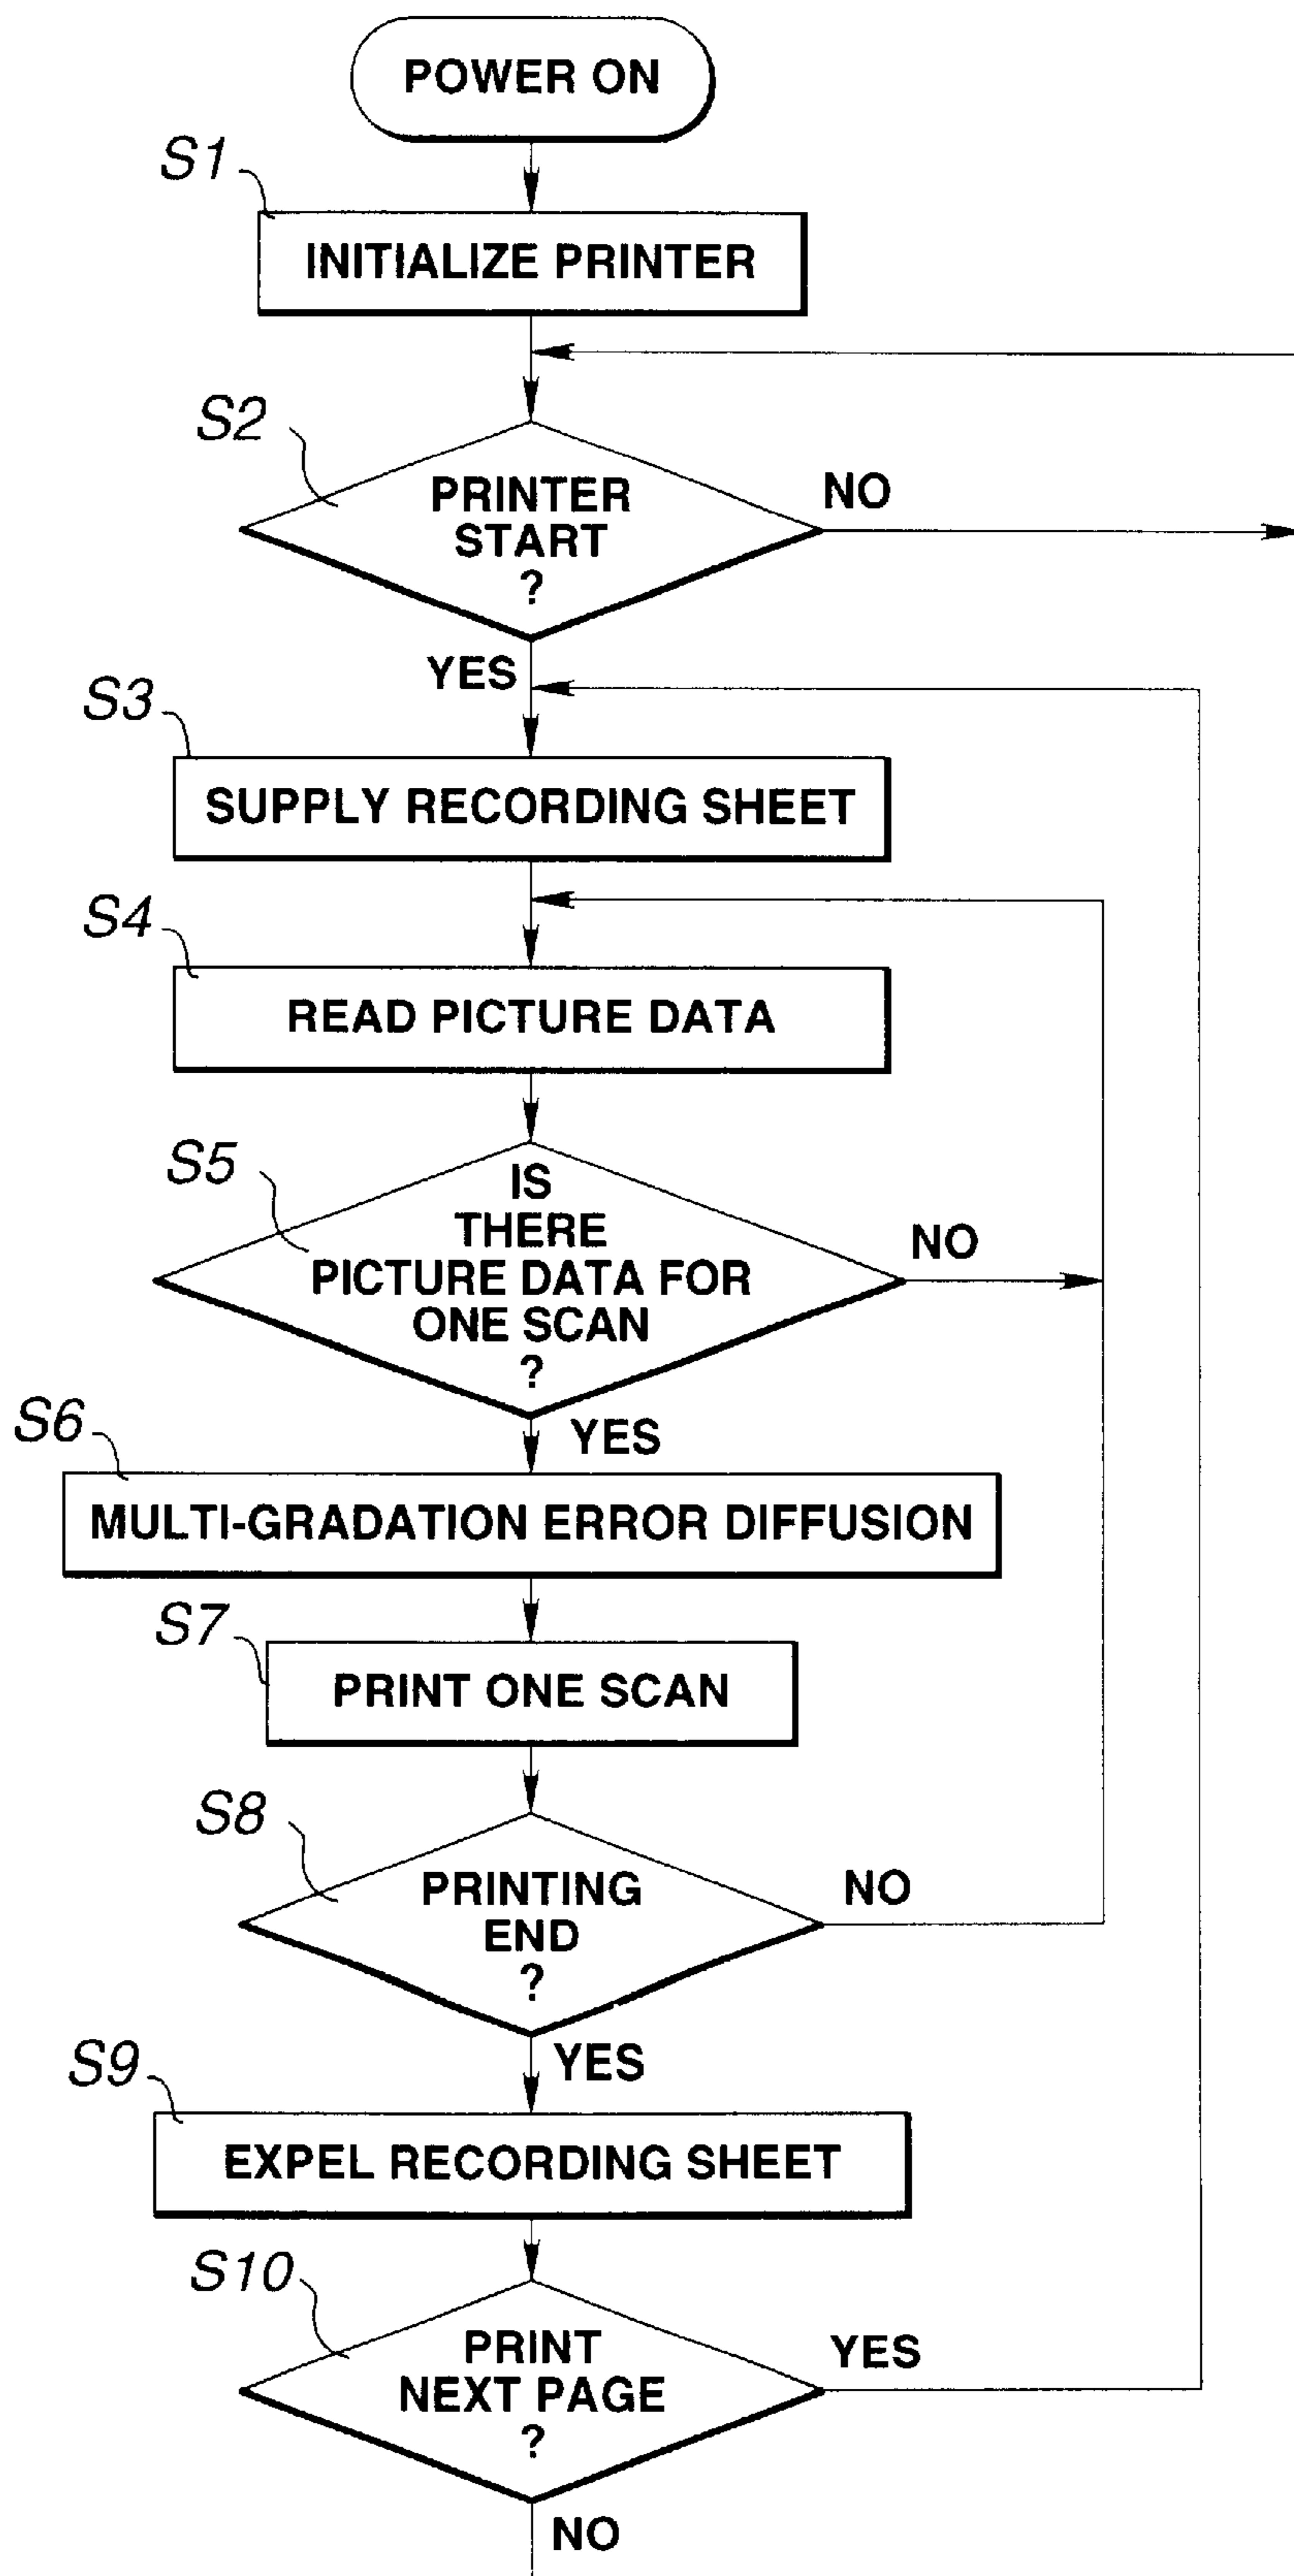 POWER ON
S1
INITIALIZE PRINTER
S2
PRINTER
START
?
NO
YES
S3
SUPPLY RECORDING SHEET
S4
READ PICTURE DATA
S5
IS
THERE
PICTURE DATA FOR
ONE SCAN
?
NO
YES
S6
MULTI-GRADATION ERROR DIFFUSION
S7
PRINT ONE SCAN
S8
PRINTING
END
?
NO
YES
S9
EXPEL RECORDING SHEET
S10
PRINT
NEXT PAGE
?
YES
NO